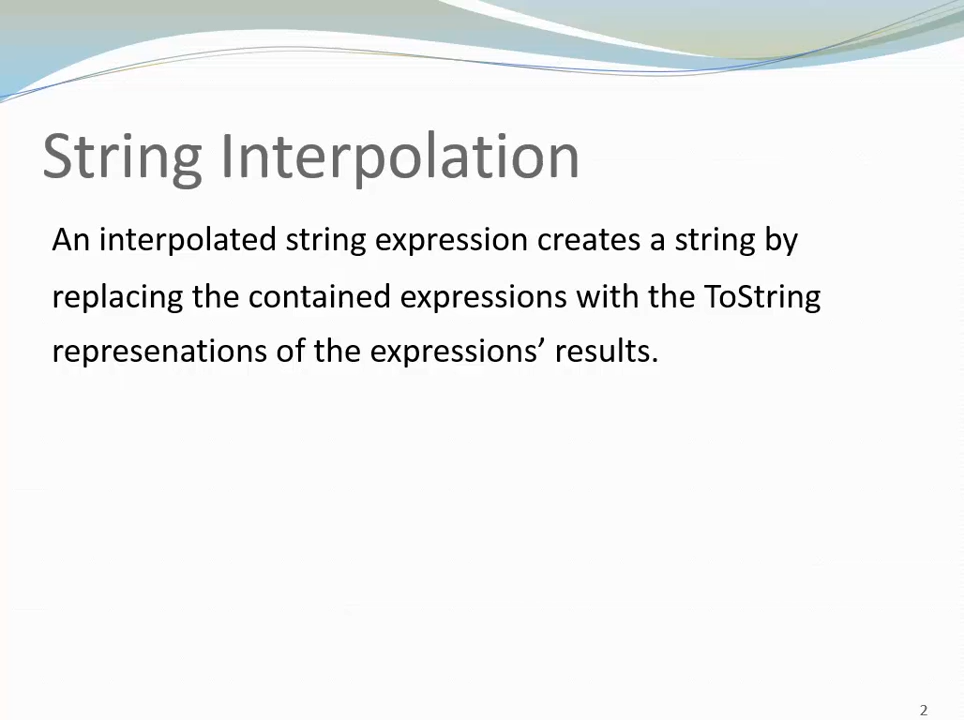 String Interpolation
An interpolated string expression creates a string by
replacing the contained expressions with the ToString
represenations of the expressions’ results.
2